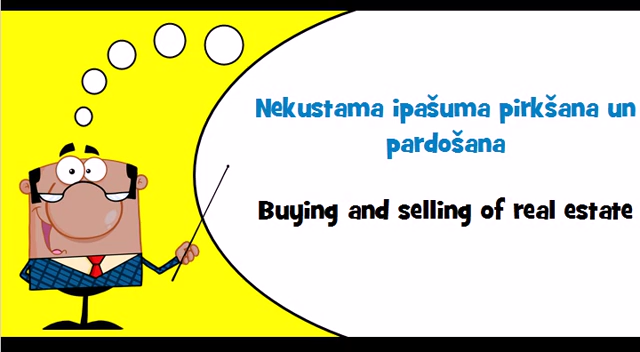 Nekustama ipašuma pirkšana un
pardošana
Buying and selling of real estate